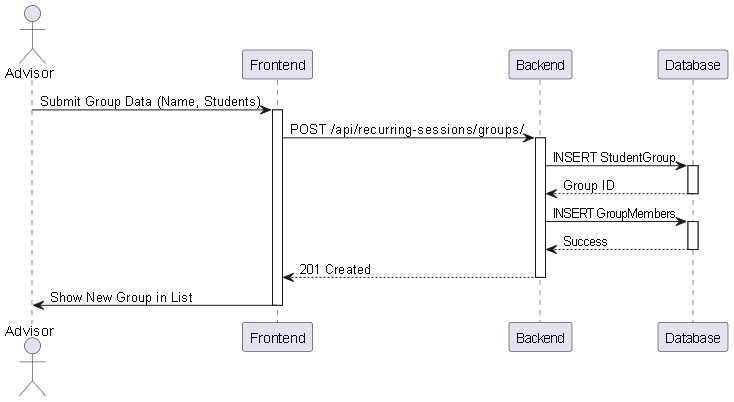 Advisor
Frontend
Backend
Database
Submit Group Data (Name, Students)
POST /api/recurring-sessions/groups/
INSERT StudentGroup
Group ID
INSERT GroupMembers
Success
201 Created
Show New Group in List
Advisor
Frontend
Backend
Database